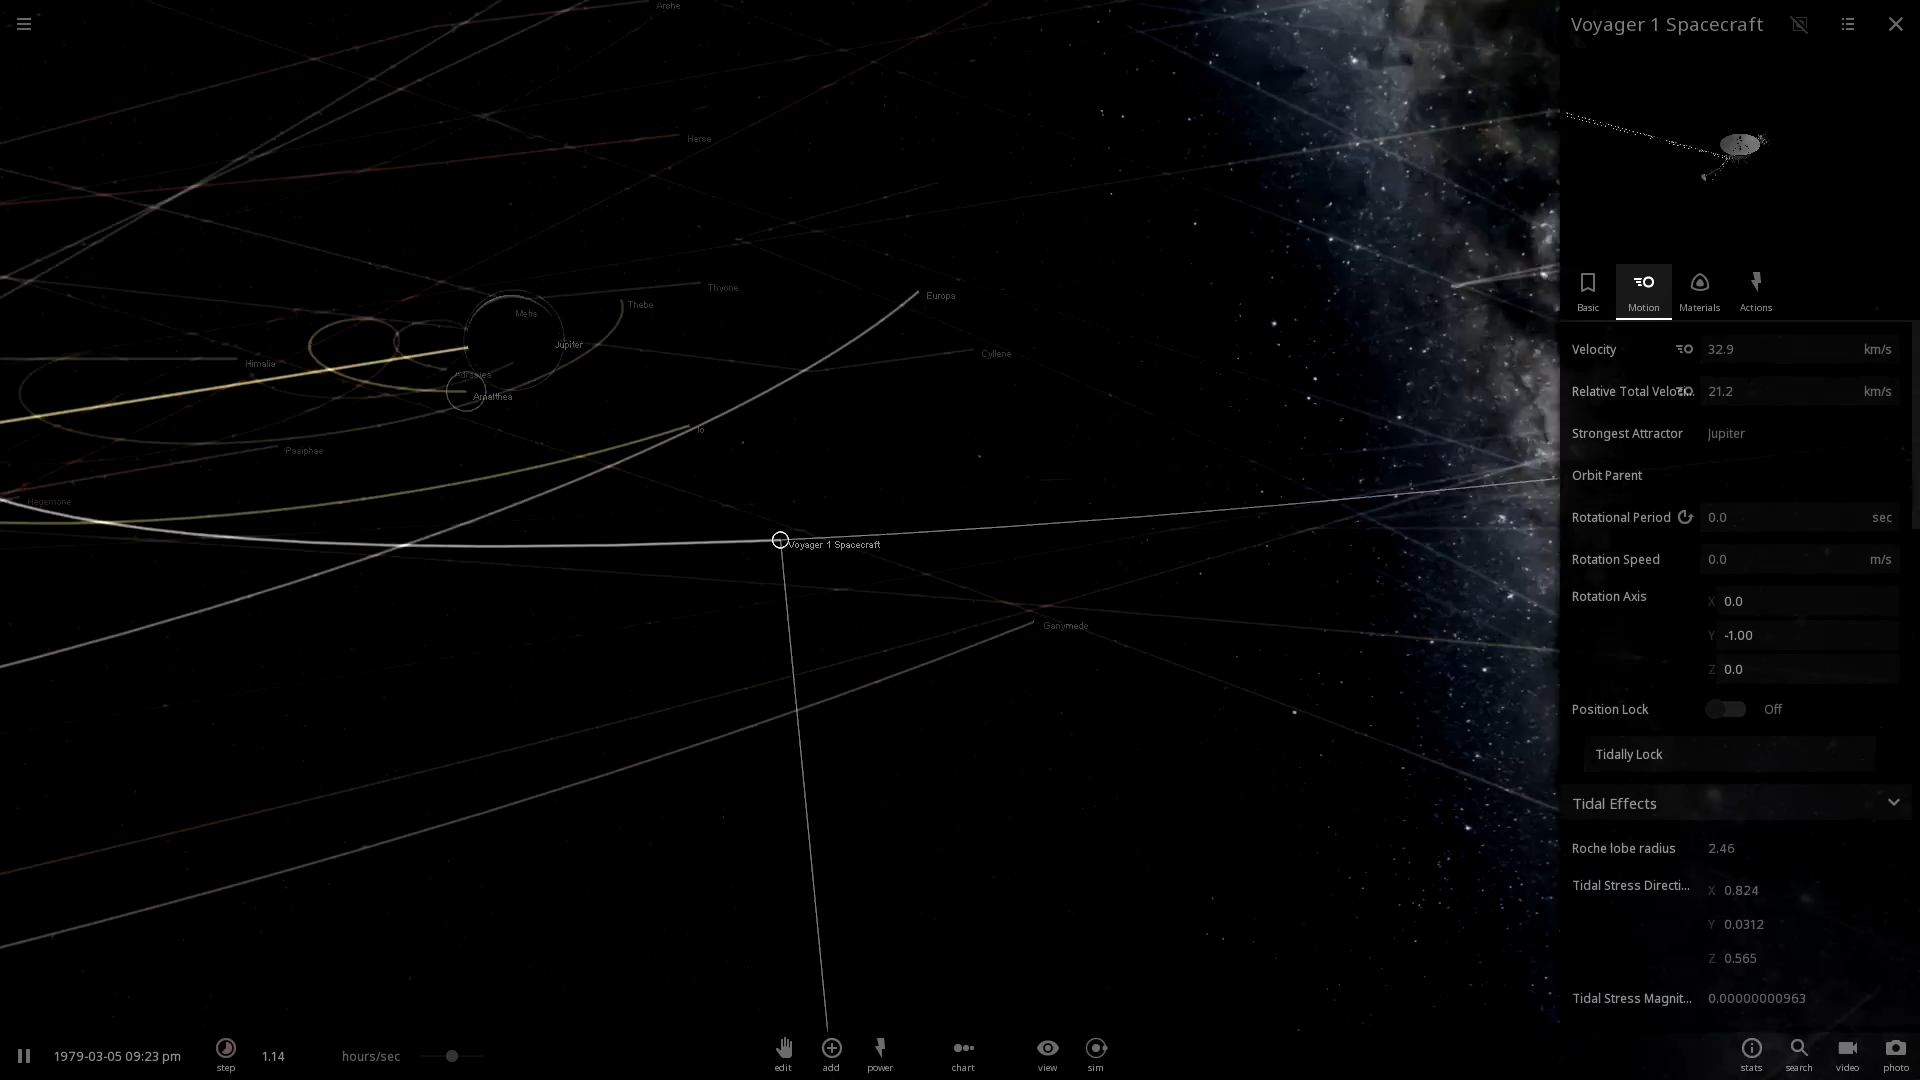 Arche
Voyager 1 Spacecraft
Herse
Thyone
Thebe
Europa
Metis
Jupiter
Cyllene
Himalia
Amalthea
Io
Pasiphae
Hegemone
Voyager 1 Spacecraft
Ganymede
Basic
Motion
Materials
Actions
Velocity 32.9 km/s
Relative Total Veloci... 21.2 km/s
Strongest Attractor Jupiter
Orbit Parent
Rotational Period 0.0 sec
Rotation Speed 0.0 m/s
Rotation Axis X 0.0
Y -1.00
Z 0.0
Position Lock Off
Tidally Lock
Tidal Effects
Roche lobe radius 2.46
Tidal Stress Directi... X 0.824
Y 0.0312
Z 0.565
Tidal Stress Magnit... 0.00000000963
1979-03-05 09:23 pm
step
1.14 hours/sec
edit
add
power
chart
view
sim
stats
search
video
photo